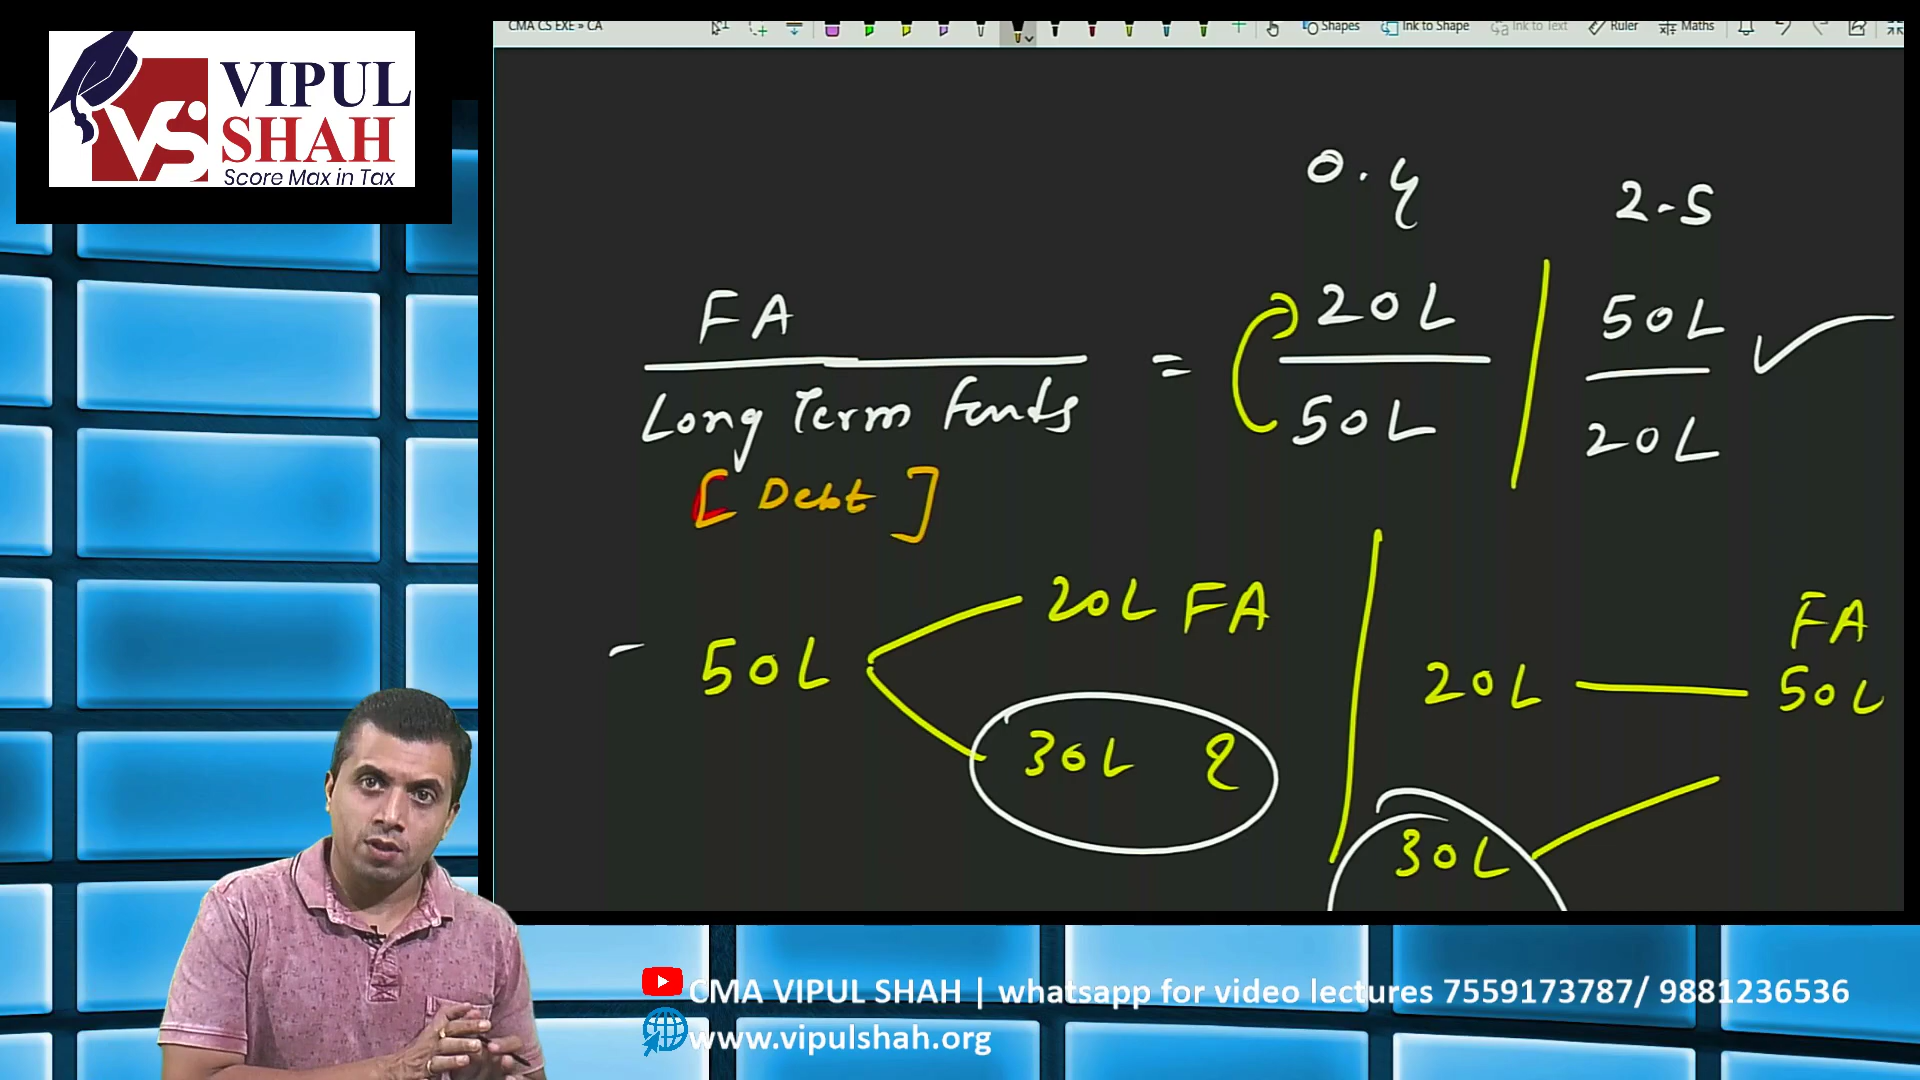 VIPUL
SHAH
VS
Score Max in Tax
CMA CS EXE » CA
Shapes
Ink to Shape
Ink to Text
Ruler
Maths
0.4
2.5
FA
Long Term Funds
[Debt]
=
20L
50L
50L
20L
50L
20L FA
30L
20L
FA
50L
30L
CMA VIPUL SHAH | whatsapp for video lectures 7559173787/ 9881236536
www.vipulshah.org